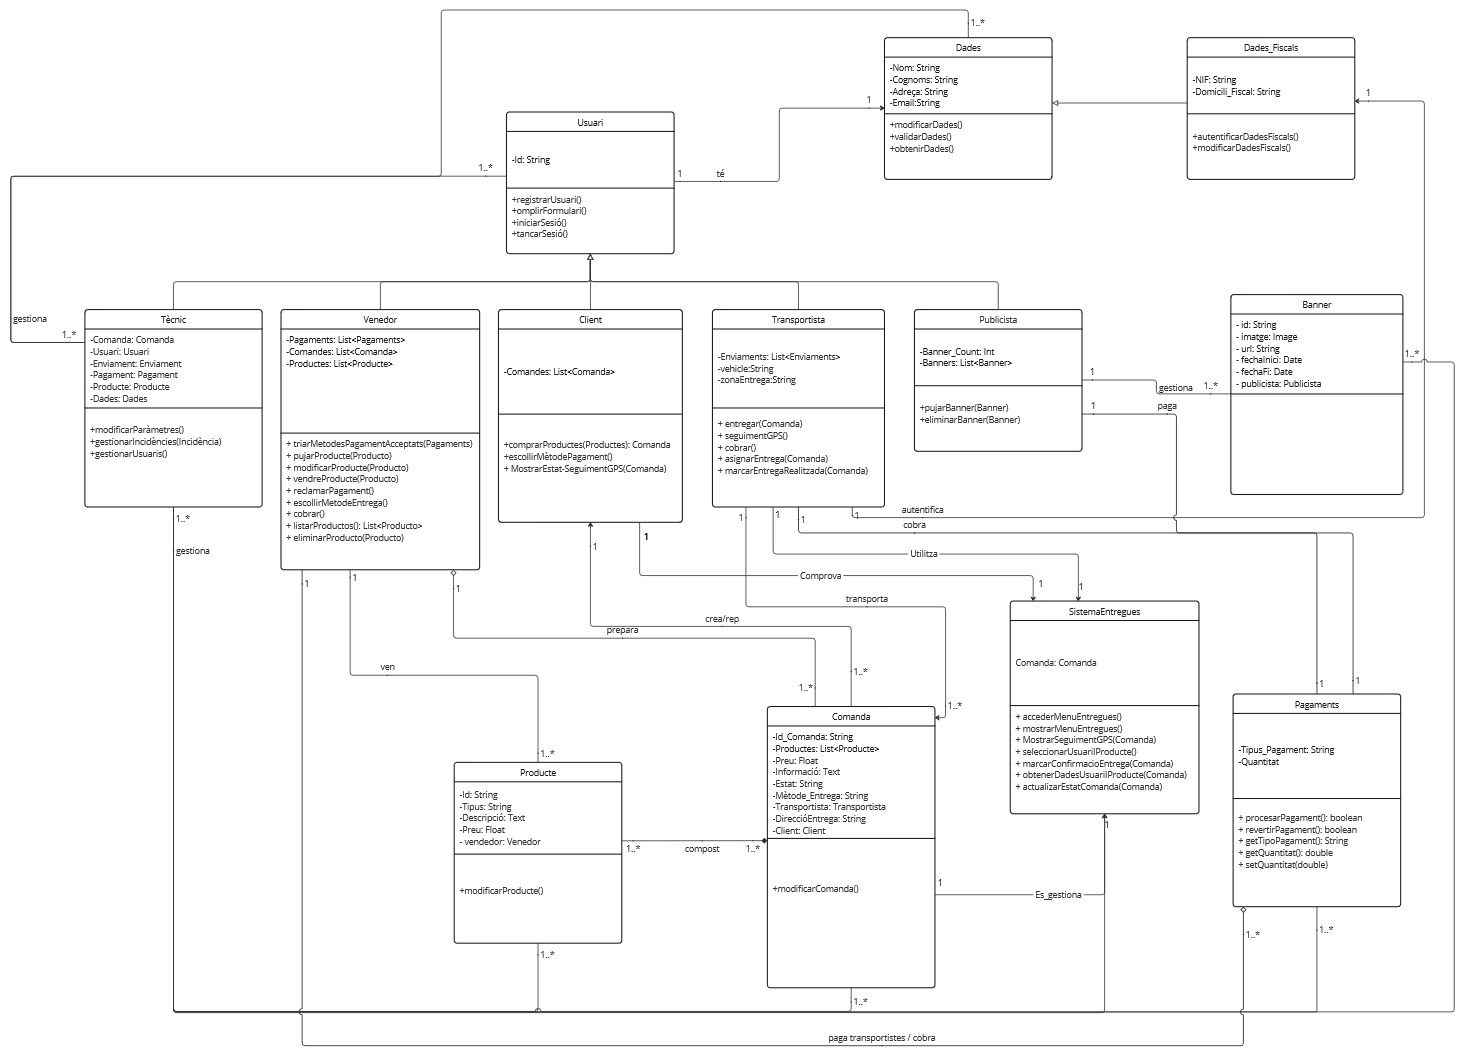 1..*
Dades
-Nom: String
-Cognoms: String
-Adreça: String
-Email:String
+modificarDades()
+validarDades()
+obtenirDades()
Dades_Fiscals
-NIF: String
-Domicili_Fiscal: String
+autentificarDadesFiscals()
+modificarDadesFiscals()
1
1
Usuari
-Id: String
+registrarUsuari()
+omplirFormulari()
+iniciarSesió()
+tancarSesió()
1..*
1
té
gestiona
1..*
Tècnic
-Comanda: Comanda
-Usuari: Usuari
-Enviament: Enviament
-Pagament: Pagament
-Producte: Producte
-Dades: Dades
+modificarParàmetres()
+gestionarIncidències(Incidència)
+gestionarUsuaris()
1..*
gestiona
Venedor
-Pagaments: List<Pagaments>
-Comandes: List<Comanda>
-Productes: List<Producte>
+ triarMetodesPagamentAcceptats(Pagaments)
+ pujarProducte(Producto)
+ modificarProducte(Producto)
+ vendreProducte(Producto)
+ reclamarPagament()
+ escollirMetodeEntrega()
+ cobrar()
+ listarProductos(): List<Producto>
+ eliminarProducto(Producto)
1
1
1
Client
-Comandes: List<Comanda>
+comprarProductes(Productes): Comanda
+escollirMètodePagament()
+ MostrarEstat-SeguimentGPS(Comanda)
1
1
Transportista
-Enviaments: List<Enviaments>
-vehicle:String
-zonaEntrega:String
+ entregar(Comanda)
+ seguimentGPS()
+ cobrar()
+ asignarEntrega(Comanda)
+ marcarEntregaRealitzada(Comanda)
1
1
1
1
Publicista
-Banner_Count: Int
-Banners: List<Banner>
+pujarBanner(Banner)
+eliminarBanner(Banner)
1
gestiona
1..*
1
paga
Banner
- id: String
- imatge: Image
- url: String
- fechaInici: Date
- fechaFi: Date
- publicista: Publicista
1..*
autentifica
cobra
Utilitza
Comprova
1
1
transporta
crea/rep
prepara
ven
1..*
1..*
1..*
1..*
1
1
SistemaEntregues
Comanda: Comanda
+ accederMenuEntregues()
+ mostrarMenuEntregues()
+ MostrarSeguimentGPS(Comanda)
+ seleccionarUsuariIProducte()
+ marcarConfirmacioEntrega(Comanda)
+ obtenerDadesUsuariIProducte(Comanda)
+ actualizarEstatComanda(Comanda)
1
Pagaments
-Tipus_Pagament: String
-Quantitat
+ procesarPagament(): boolean
+ revertirPagament(): boolean
+ getTipoPagament(): String
+ getQuantitat(): double
+ setQuantitat(double)
1..*
1..*
Comanda
-Id_Comanda: String
-Productes: List<Producte>
-Preu: Float
-Informació: Text
-Estat: String
-Mètode_Entrega: String
-Transportista: Transportista
-DireccióEntrega: String
-Client: Client
+modificarComanda()
1
Es_gestiona
1..*
Producte
-Id: String
-Tipus: String
-Descripció: Text
-Preu: Float
- vendedor: Venedor
+modificarProducte()
1..*
compost
1..*
1..*
paga transportistes / cobra